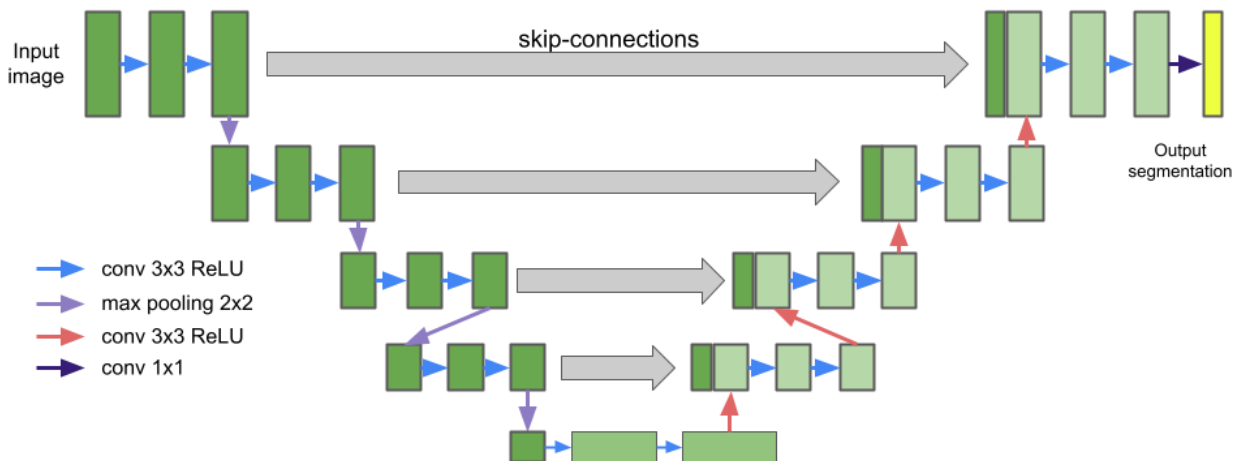 skip-connections
Input
image
Output
segmentation
conv 3x3 ReLU
max pooling 2x2
conv 3x3 ReLU
conv 1x1